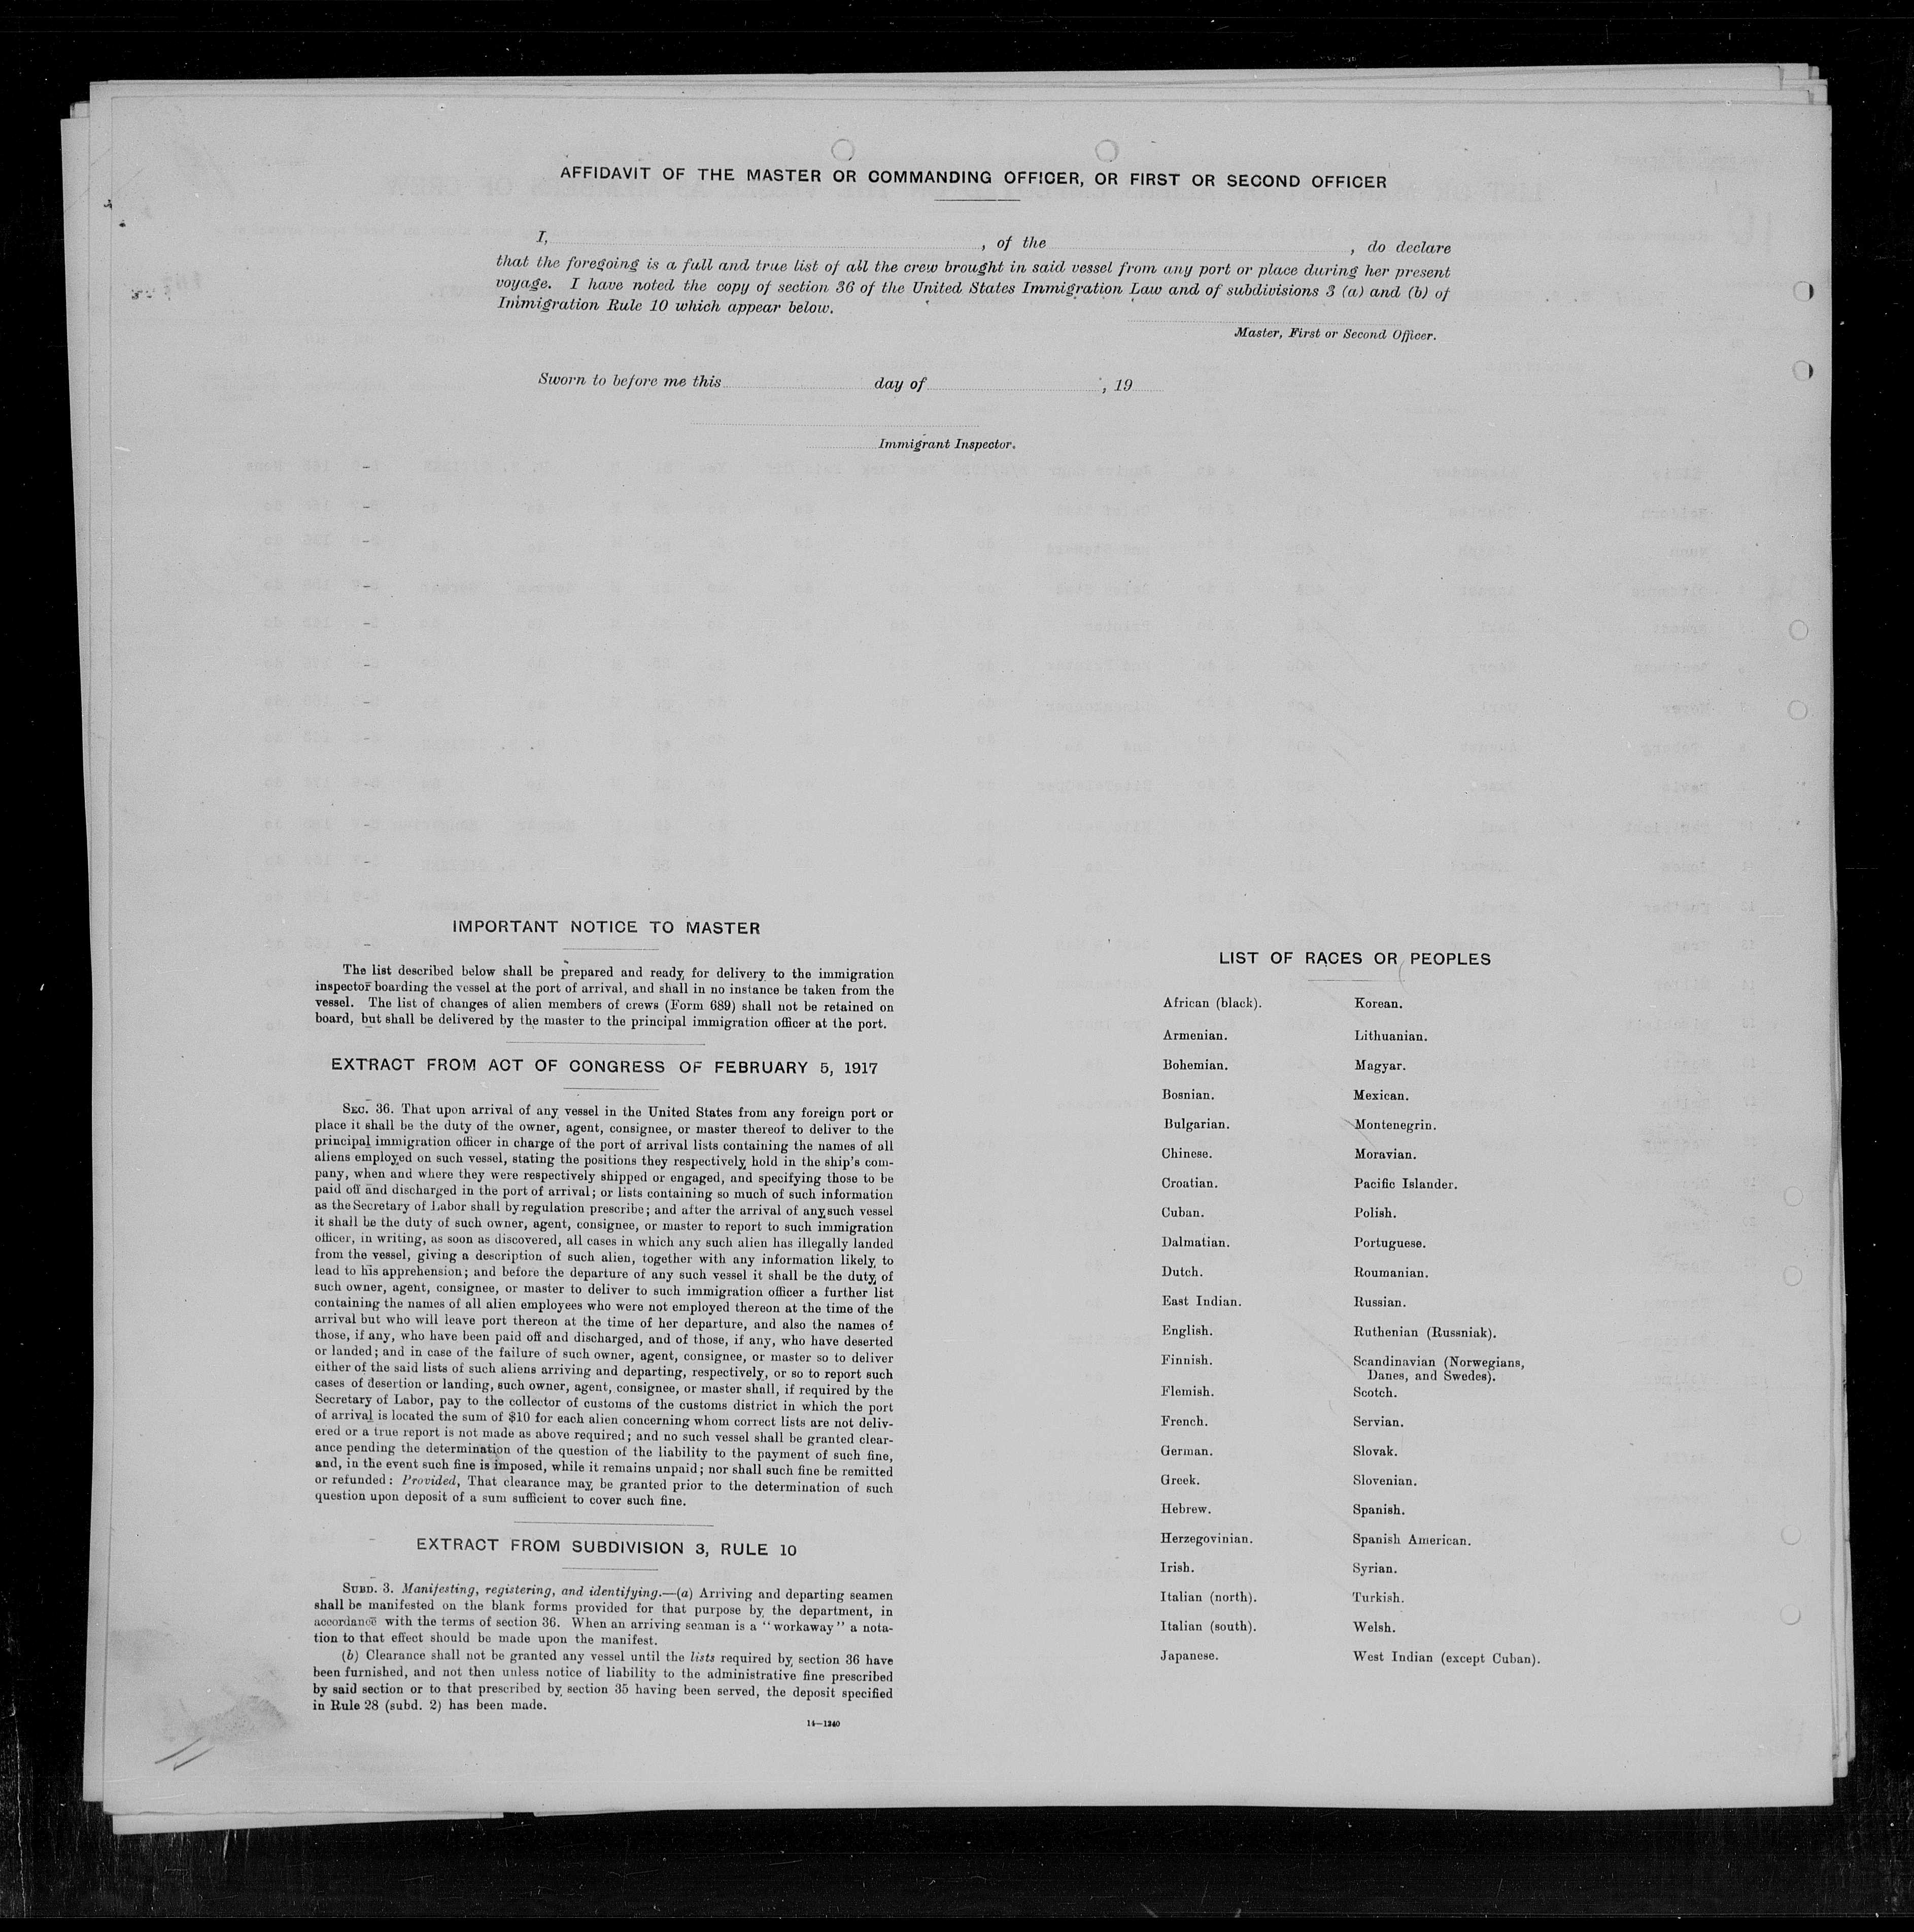 AFFIDAVIT OF THE MASTER OR COMMANDING OFFICER, OR FIRST OR SECOND OFFICER
I, , of the , do declare
that the foregoing is a full and true list of all the crew brought in said vessel from any port or place during her present
voyage. I have noted the copy of section 36 of the United States Immigration Law and of subdivisions 3 (a) and (b) of
Immigration Rule 10 which appear below.
Master, First or Second Officer.
Sworn to before me this day of , 19
Immigrant Inspector.
IMPORTANT NOTICE TO MASTER
The list described below shall be prepared and ready for delivery to the immigration
inspector boarding the vessel at the port of arrival, and shall in no instance be taken from the
vessel. The list of changes of alien members of crews (Form 689) shall not be retained on
board, but shall be delivered by the master to the principal immigration officer at the port.
EXTRACT FROM ACT OF CONGRESS OF FEBRUARY 5, 1917
SEC. 36. That upon arrival of any vessel in the United States from any foreign port or
place it shall be the duty of the owner, agent, consignee, or master thereof to deliver to the
principal immigration officer in charge of the port of arrival lists containing the names of all
aliens employed on such vessel, stating the positions they respectively hold in the ship's com-
pany, when and where they were respectively shipped or engaged, and specifying those to be
paid off and discharged in the port of arrival; or lists containing so much of such information
as the Secretary of Labor shall by regulation prescribe; and after the arrival of any such vessel
it shall be the duty of such owner, agent, consignee, or master to report to such immigration
officer, in writing, as soon as discovered, all cases in which any such alien has illegally landed
from the vessel, giving a description of such alien, together with any information likely to
lead to his apprehension; and before the departure of any such vessel it shall be the duty of
such owner, agent, consignee, or master to deliver to such immigration officer a further list
containing the names of all alien employees who were not employed thereon at the time of the
arrival but who will leave port thereon at the time of her departure, and also the names of
those, if any, who have been paid off and discharged, and of those, if any, who have deserted
or landed; and in case of the failure of such owner, agent, consignee, or master so to deliver
either of the said lists of such aliens arriving and departing, respectively, or so to report such
cases of desertion or landing, such owner, agent, consignee, or master shall, if required by the
Secretary of Labor, pay to the collector of customs of the customs district in which the port
of arrival is located the sum of $10 for each alien concerning whom correct lists are not deliv-
ered or a true report is not made as above required; and no such vessel shall be granted clear-
ance pending the determination of the question of the liability to the payment of such fine,
and, in the event such fine is imposed, while it remains unpaid; nor shall such fine be remitted
or refunded: Provided, That clearance may be granted prior to the determination of such
question upon deposit of a sum sufficient to cover such fine.
EXTRACT FROM SUBDIVISION 3, RULE 10
SUBD. 3. Manifesting, registering, and identifying.—(a) Arriving and departing seamen
shall be manifested on the blank forms provided for that purpose by the department, in
accordance with the terms of section 36. When an arriving seaman is a "workaway" a nota-
tion to that effect should be made upon the manifest.
(b) Clearance shall not be granted any vessel until the lists required by section 36 have
been furnished, and not then unless notice of liability to the administrative fine prescribed
by said section or to that prescribed by section 35 having been served, the deposit specified
in Rule 28 (subd. 2) has been made.
14—1240
LIST OF RACES OR PEOPLES
African (black).
Armenian.
Bohemian.
Bosnian.
Bulgarian.
Chinese.
Croatian.
Cuban.
Dalmatian.
Dutch.
East Indian.
English.
Finnish.
Flemish.
French.
German.
Greek.
Hebrew.
Herzegovinian.
Irish.
Italian (north).
Italian (south).
Japanese.
Korean.
Lithuanian.
Magyar.
Mexican.
Montenegrin.
Moravian.
Pacific Islander.
Polish.
Portuguese.
Roumanian.
Russian.
Ruthenian (Russniak).
Scandinavian (Norwegians,
Danes, and Swedes).
Scotch.
Servian.
Slovak.
Slovenian.
Spanish.
Spanish American.
Syrian.
Turkish.
Welsh.
West Indian (except Cuban).